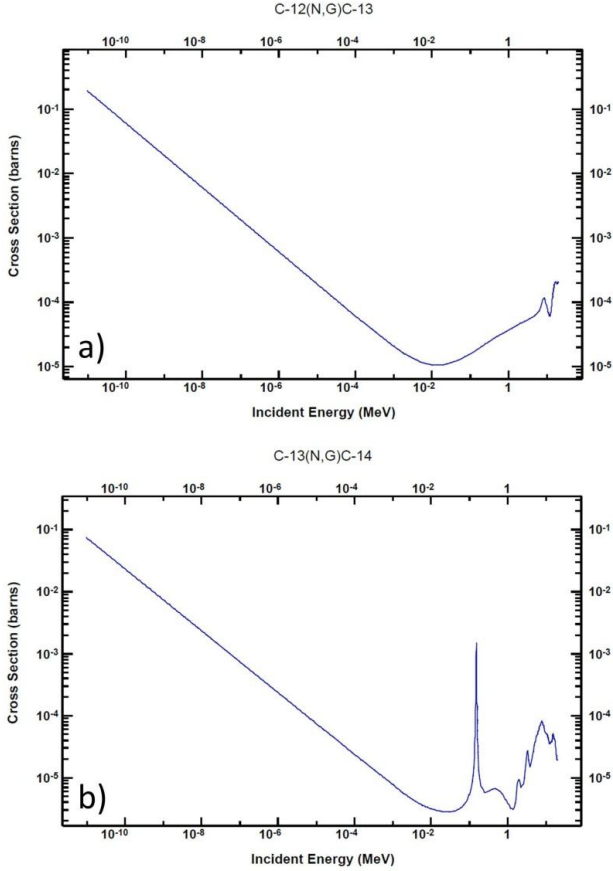 C-12(N,G)C-13
10-10 10-8 10-6 10-4 10-2 1
10-1 10-1
10-2 10-2
10-3 10-3
10-4 10-4
10-5 10-5
Cross Section (barns)
a)
10-10 10-8 10-6 10-4 10-2 1
Incident Energy (MeV)
C-13(N,G)C-14
10-10 10-8 10-6 10-4 10-2 1
10-1 10-1
10-2 10-2
10-3 10-3
10-4 10-4
10-5 10-5
Cross Section (barns)
b)
10-10 10-8 10-6 10-4 10-2 1
Incident Energy (MeV)